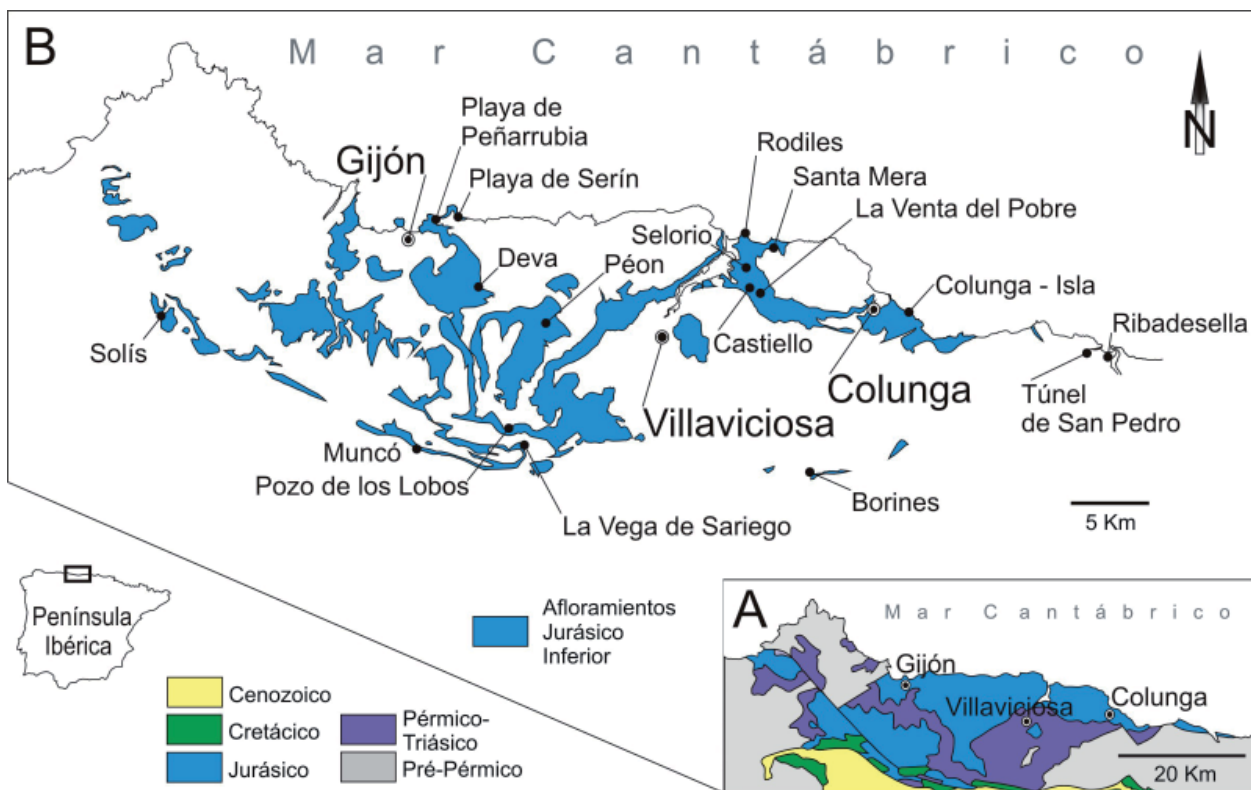 B
Mar Cantábrico
N
Playa de
Peñarrubia
Gijón
Playa de Serín
Rodiles
Santa Mera
La Venta del Pobre
Selorio
Deva
Péon
Colunga - Isla
Solís
Castiello
Ribadesella
Colunga
Villaviciosa
Túnel
de San Pedro
Muncó
Pozo de los Lobos
Borines
La Vega de Sariego
5 Km
Península
Ibérica
Afloramientos
Jurásico
Inferior
Cenozoico
Cretácico
Jurásico
Pérmico-
Triásico
Pré-Pérmico
A
Mar Cantábrico
Gijón
Villaviciosa
Colunga
20 Km